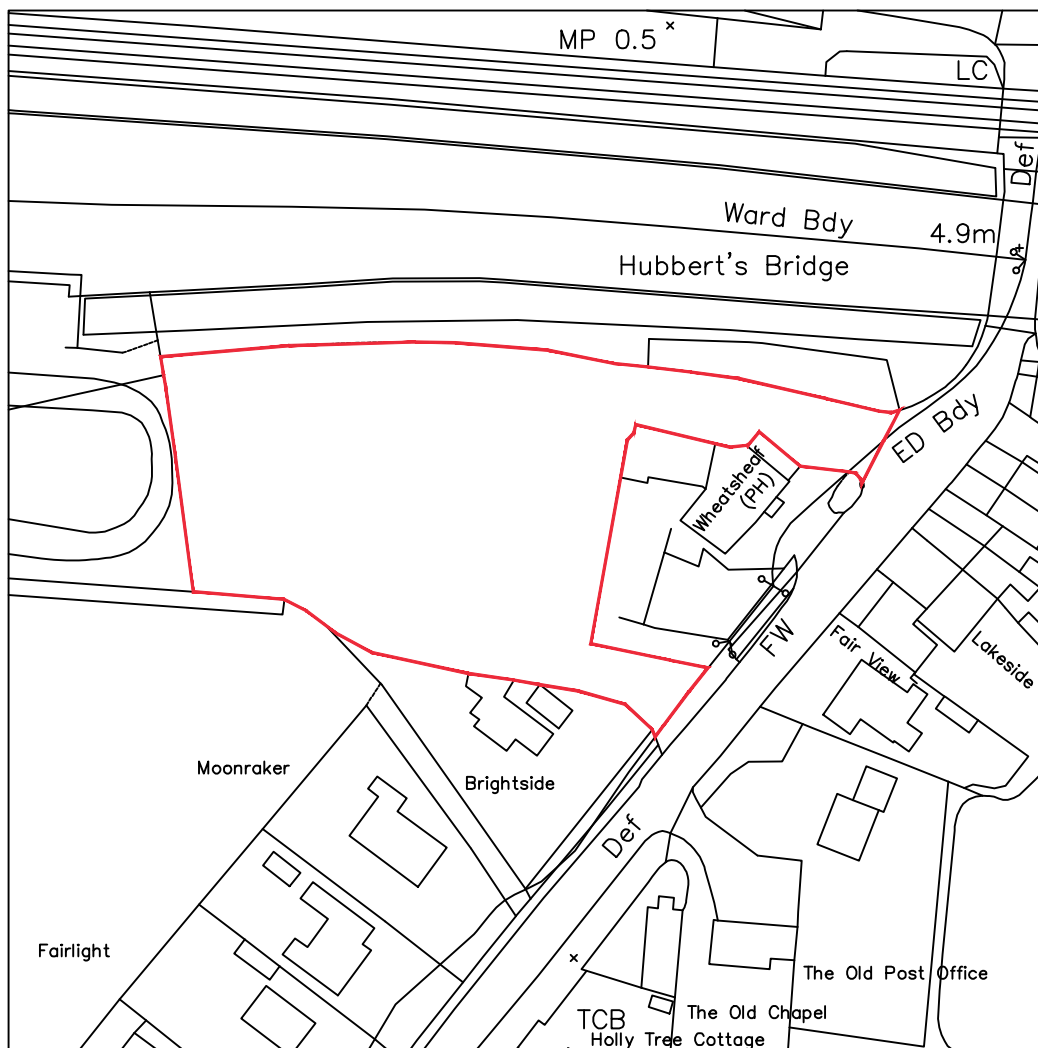 MP 0.5
LC
Def
Ward Bdy
4.9m
Hubbert's Bridge
ED Bdy
Wheatsheaf
(PH)
FW
Fair View
Lakeside
Moonraker
Brightside
Def
Fairlight
The Old Post Office
The Old Chapel
TCB
Holly Tree Cottage